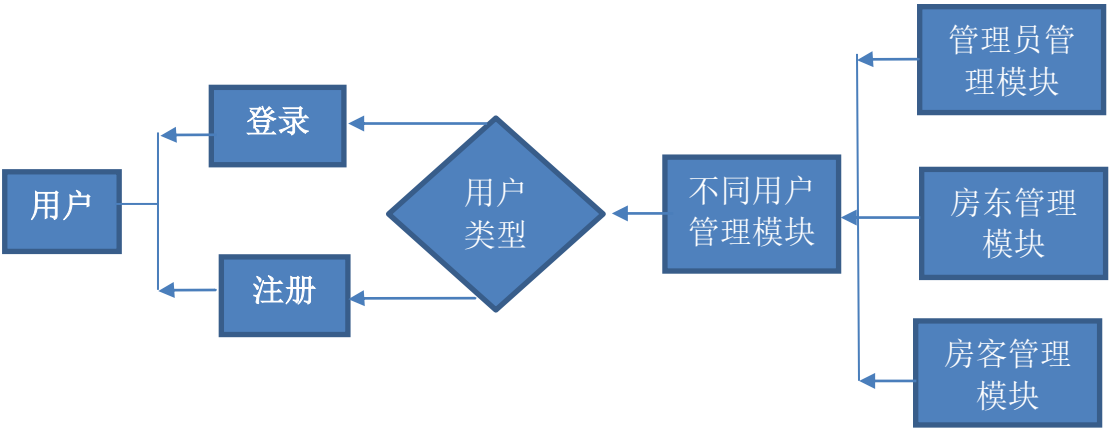 用户
登录
注册
用户
类型
不同用户
管理模块
管理员管
理模块
房东管理
模块
房客管理
模块